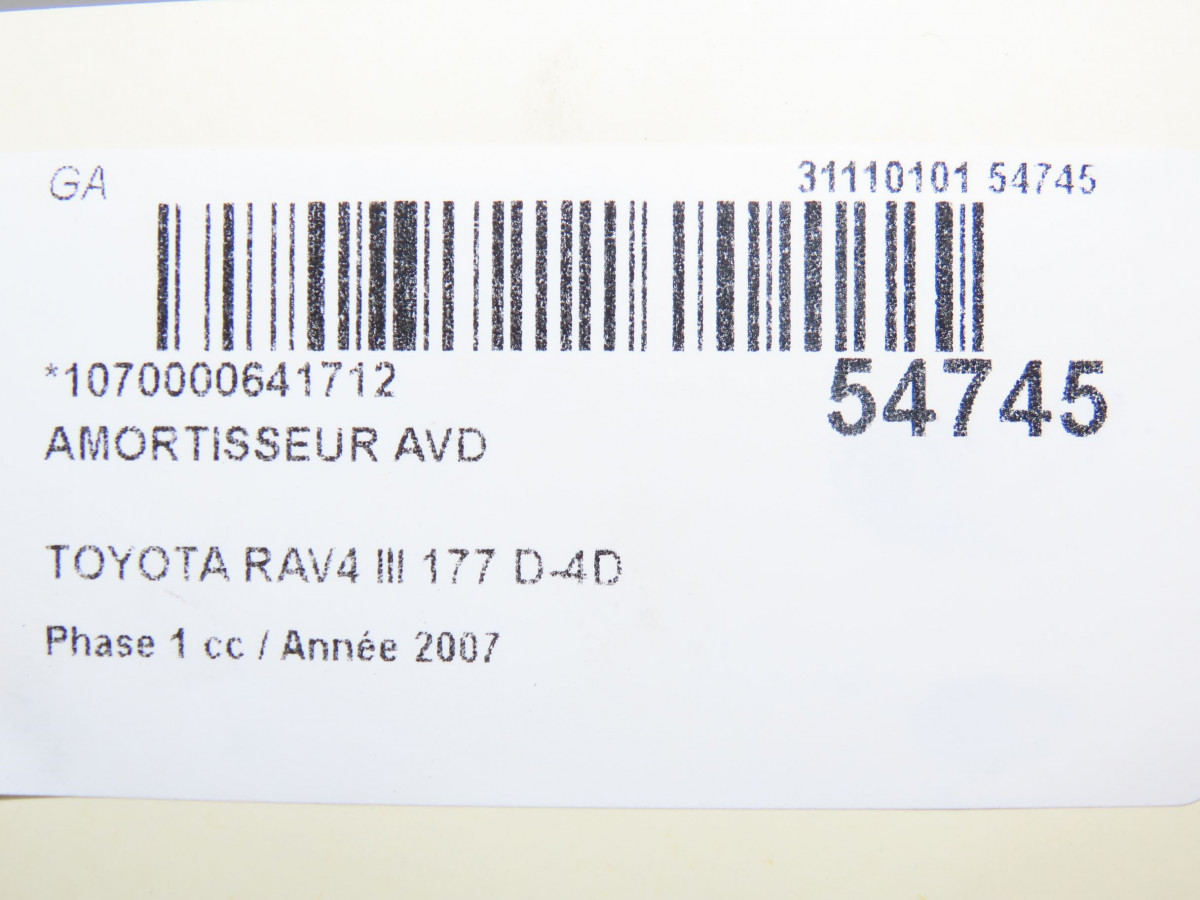 GA
31110101 54745
*1070000641712
54745
AMORTISSEUR AVD
TOYOTA RAV4 III 177 D-4D
Phase 1 cc / Année 2007